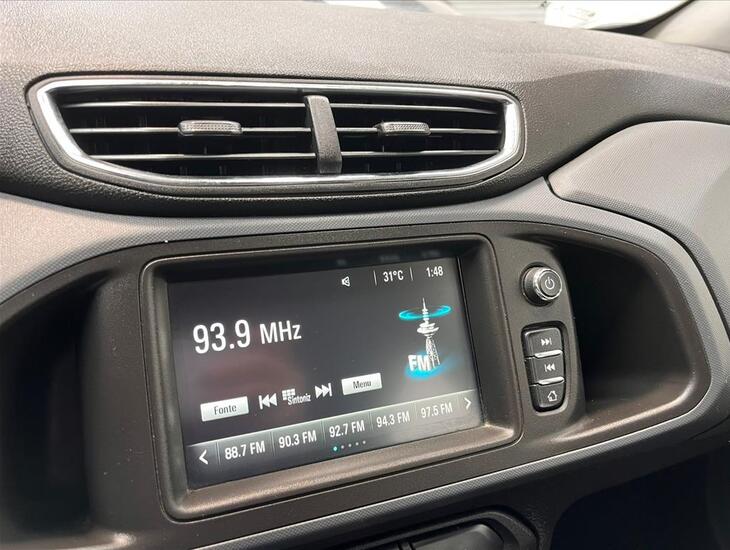 31°C 1:48
93.9 MHz
FM
Fonte Sintoniz Menu
88.7 FM 90.3 FM 92.7 FM 94.3 FM 97.5 FM